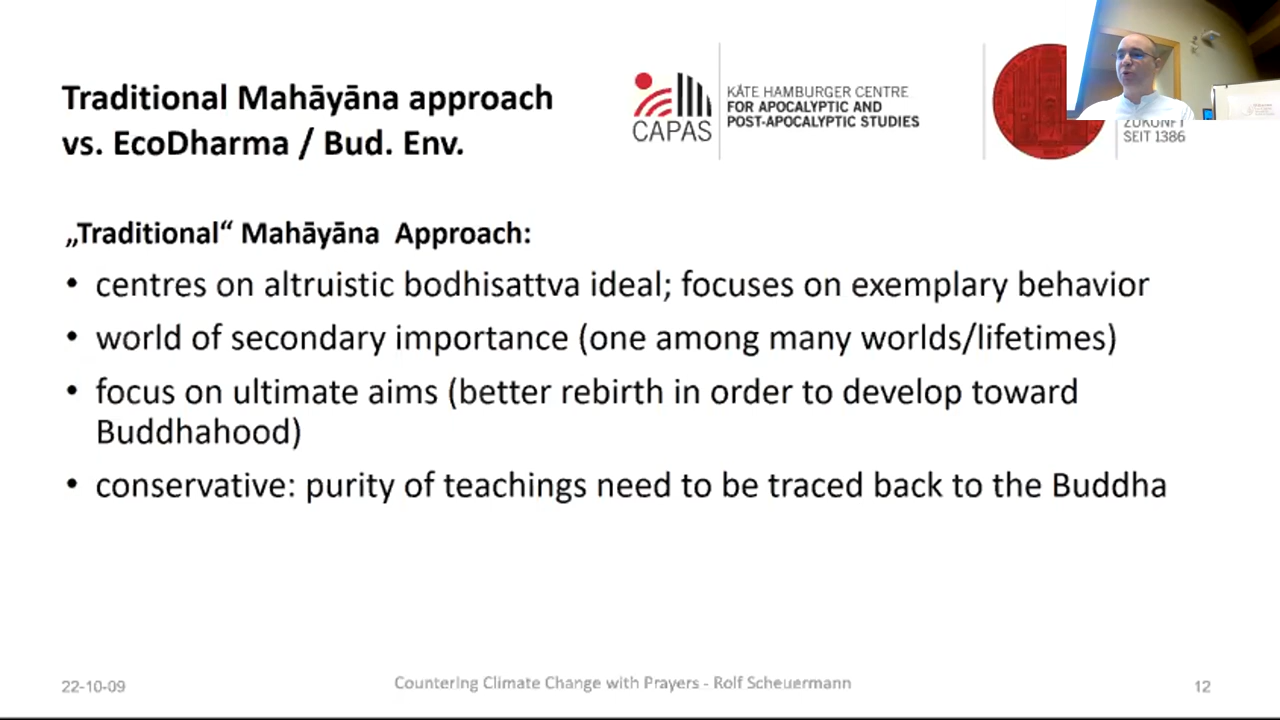 Traditional Mahāyāna approach
vs. EcoDharma / Bud. Env.
CAPAS
KÄTE HAMBURGER CENTRE
FOR APOCALYPTIC AND
POST-APOCALYPTIC STUDIES
ZUKUNFT
SEIT 1386
„Traditional“ Mahāyāna Approach:
• centres on altruistic bodhisattva ideal; focuses on exemplary behavior
• world of secondary importance (one among many worlds/lifetimes)
• focus on ultimate aims (better rebirth in order to develop toward
Buddhahood)
• conservative: purity of teachings need to be traced back to the Buddha
22-10-09
Countering Climate Change with Prayers - Rolf Scheuermann
12